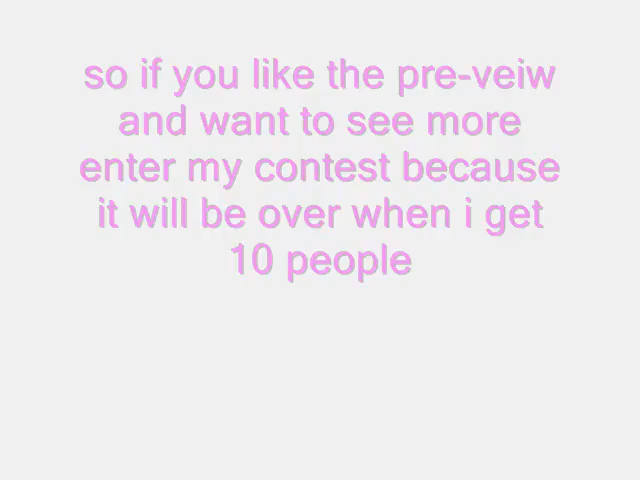 so if you like the pre-veiw
and want to see more
enter my contest because
it will be over when i get
10 people